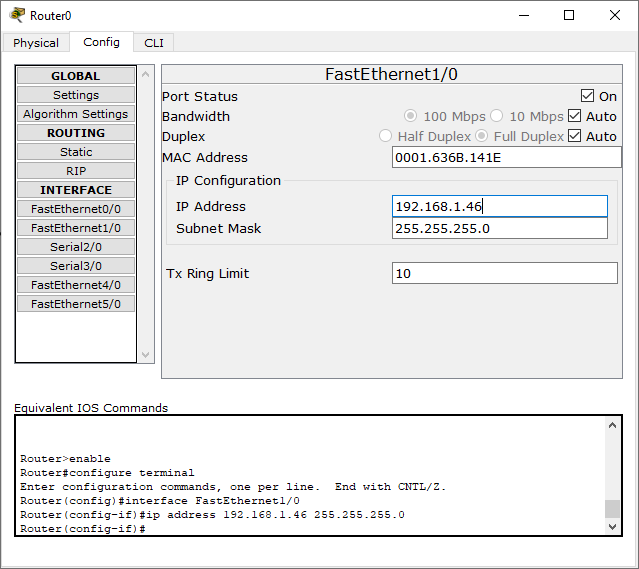 Router0
Physical Config CLI
GLOBAL
Settings
Algorithm Settings
ROUTING
Static
RIP
INTERFACE
FastEthernet0/0
FastEthernet1/0
Serial2/0
Serial3/0
FastEthernet4/0
FastEthernet5/0
FastEthernet1/0
Port Status On
Bandwidth 100 Mbps 10 Mbps Auto
Duplex Half Duplex Full Duplex Auto
MAC Address 0001.636B.141E
IP Configuration
IP Address 192.168.1.46
Subnet Mask 255.255.255.0
Tx Ring Limit 10
Equivalent IOS Commands
Router>enable
Router#configure terminal
Enter configuration commands, one per line.  End with CNTL/Z.
Router(config)#interface FastEthernet1/0
Router(config-if)#ip address 192.168.1.46 255.255.255.0
Router(config-if)#